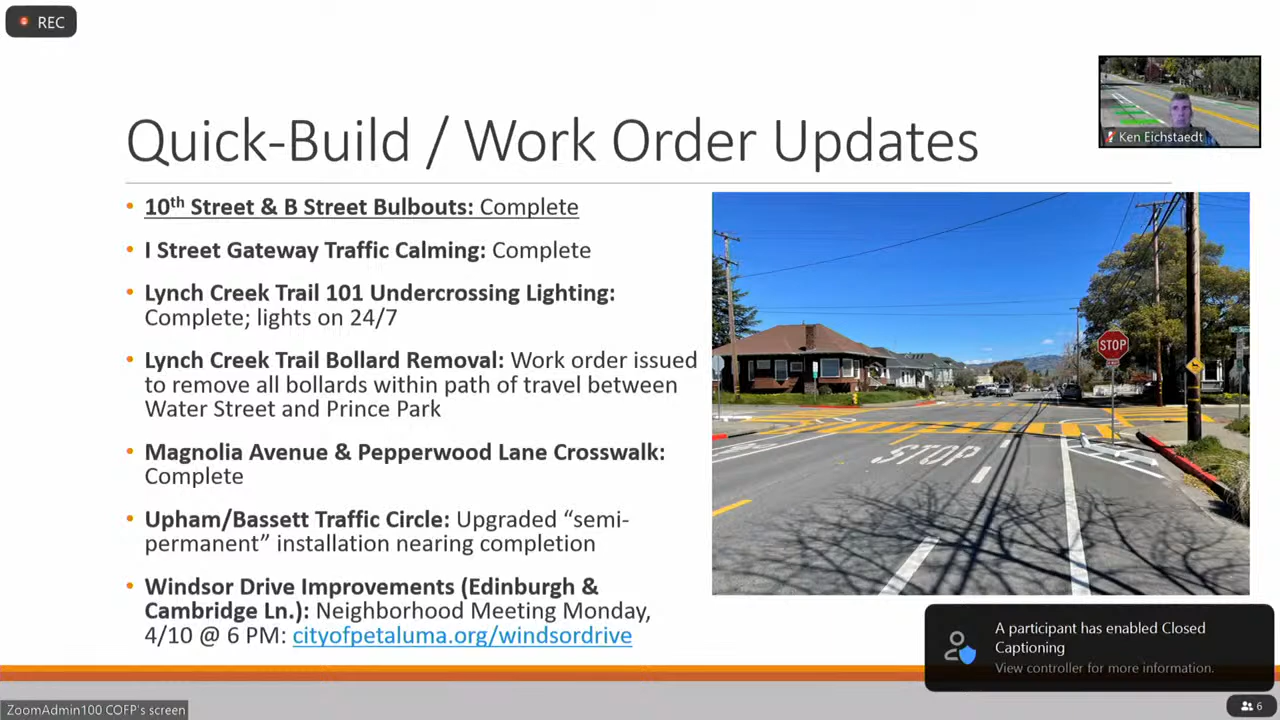 REC
Ken Eichstaedt
Quick-Build / Work Order Updates
• 10th Street & B Street Bulbouts: Complete
• I Street Gateway Traffic Calming: Complete
• Lynch Creek Trail 101 Undercrossing Lighting:
Complete; lights on 24/7
• Lynch Creek Trail Bollard Removal: Work order issued
to remove all bollards within path of travel between
Water Street and Prince Park
• Magnolia Avenue & Pepperwood Lane Crosswalk:
Complete
• Upham/Bassett Traffic Circle: Upgraded “semi-
permanent” installation nearing completion
• Windsor Drive Improvements (Edinburgh &
Cambridge Ln.): Neighborhood Meeting Monday,
4/10 @ 6 PM: cityofpetaluma.org/windsordrive
STOP
STOP
A participant has enabled Closed
Captioning
View controller for more information.
ZoomAdmin100 COFP's screen
6